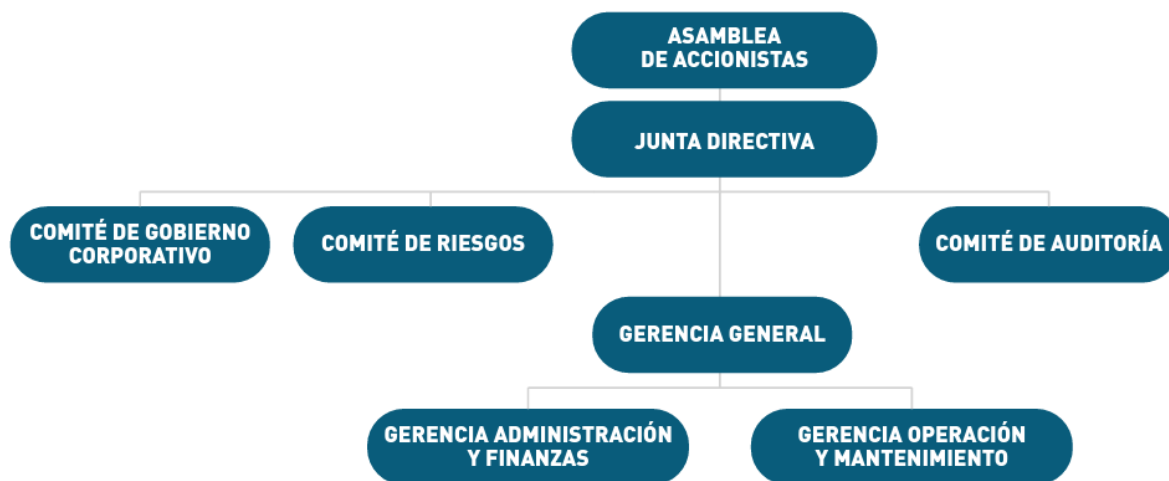 ASAMBLEA
DE ACCIONISTAS
JUNTA DIRECTIVA
COMITÉ DE GOBIERNO
CORPORATIVO
COMITÉ DE RIESGOS
COMITÉ DE AUDITORÍA
GERENCIA GENERAL
GERENCIA ADMINISTRACIÓN
Y FINANZAS
GERENCIA OPERACIÓN
Y MANTENIMIENTO